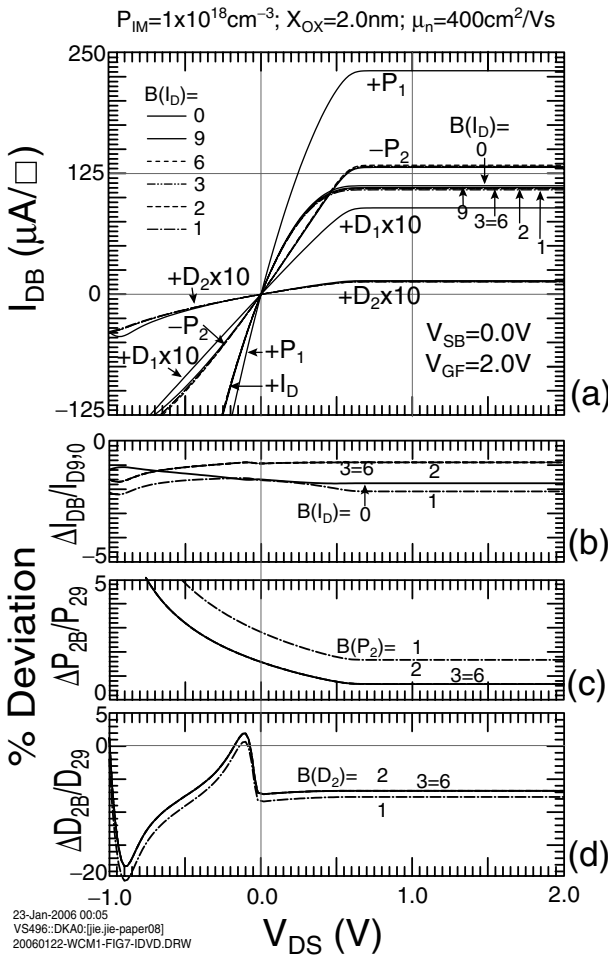 P_IM=1x10^18cm^−3; X_OX=2.0nm; μ_n=400cm^2/Vs
250
125
0
−125
I_DB (μA/□)
B(I_D)
0
9
6
3
2
1
+P_1
−P_2
B(I_D)=
0
9
3=6
2
1
+D_1x10
+D_2x10
+D_2x10
−P_2
+D_1x10
+P_1
+I_D
V_SB=0.0V
V_GF=2.0V
(a)
0
−5
ΔI_DB/I_D9,0
3=6
2
B(I_D)=
0
1
(b)
% Deviation
5
0
ΔP_2B/P_29
B(P_2)=
1
2
3=6
(c)
5
0
−20
ΔD_2B/D_29
B(D_2)=
2
3=6
1
(d)
−1.0
0.0
1.0
2.0
V_DS (V)
23-Jan-2006 00:05
VS496::DKA0:[jie.jie-paper08]
20060122-WCM1-FIG7-IDVD.DRW